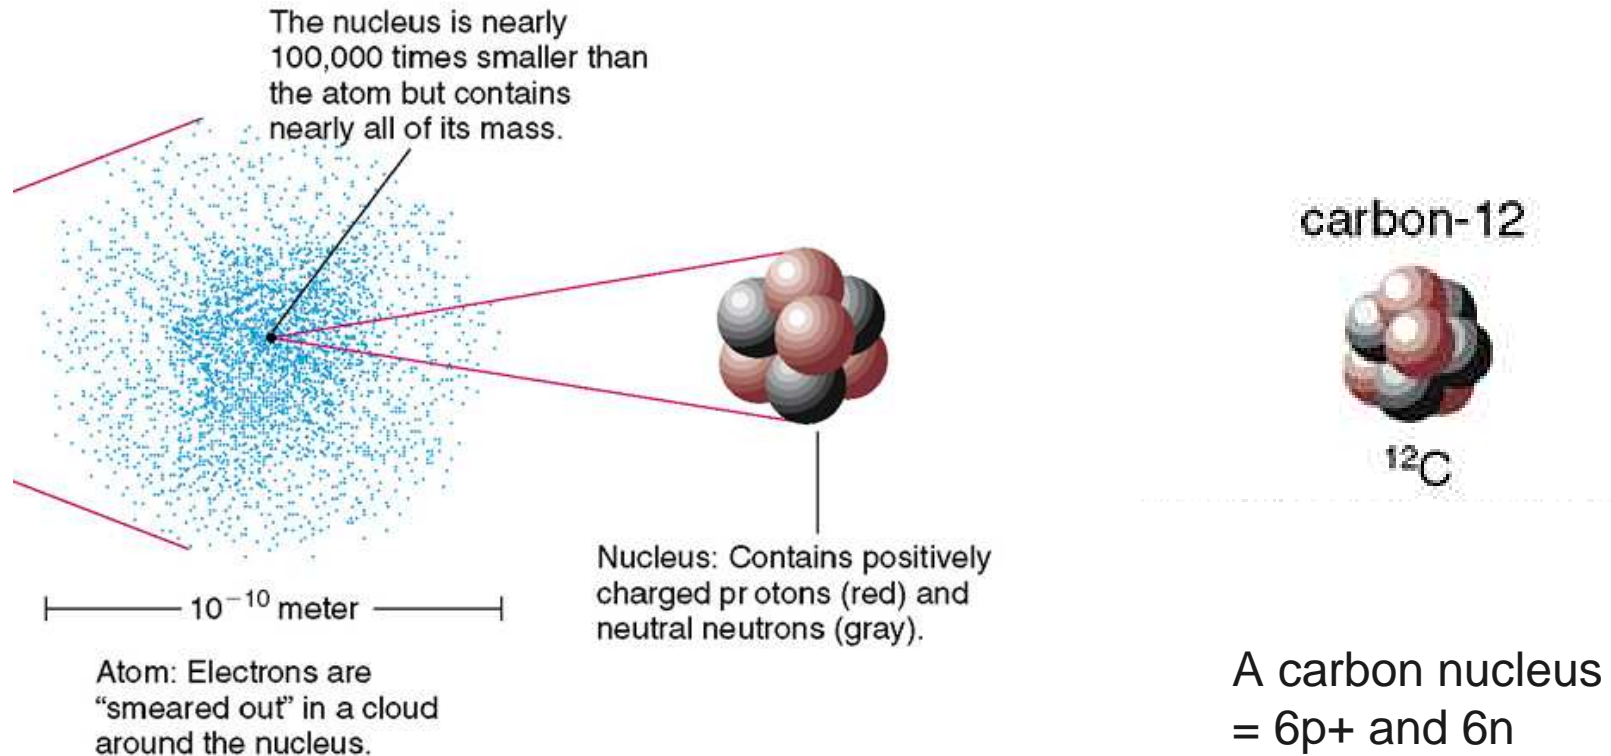 The nucleus is nearly
100,000 times smaller than
the atom but contains
nearly all of its mass.
10⁻¹⁰ meter
Atom: Electrons are
“smeared out” in a cloud
around the nucleus.
Nucleus: Contains positively
charged pr otons (red) and
neutral neutrons (gray).
carbon-12
¹²C
A carbon nucleus
= 6p+ and 6n